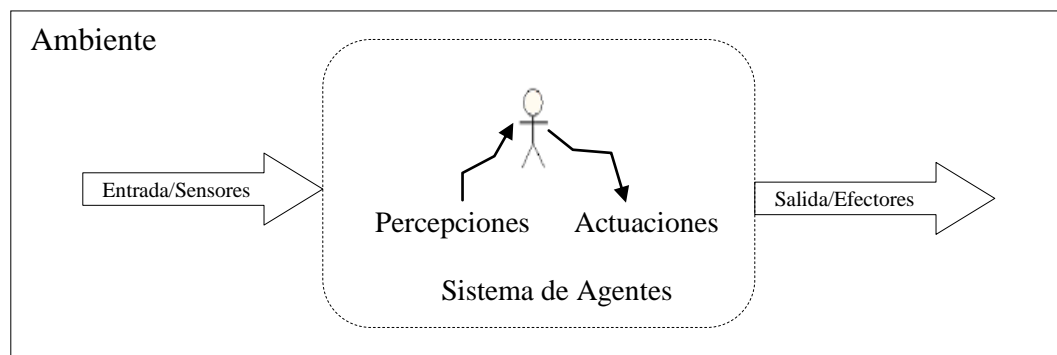 Ambiente
Entrada/Sensores
Percepciones
Actuaciones
Sistema de Agentes
Salida/Efectores